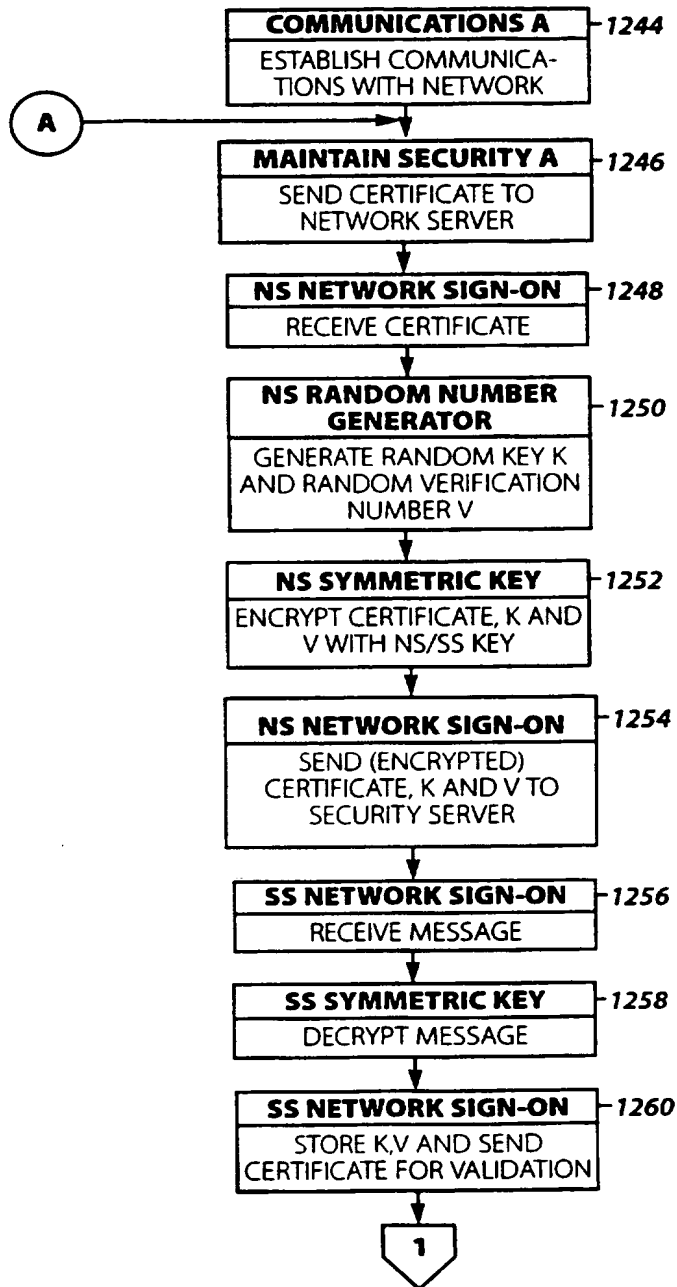 COMMUNICATIONS A
1244
ESTABLISH COMMUNICA-
TIONS WITH NETWORK
A
MAINTAIN SECURITY A
1246
SEND CERTIFICATE TO
NETWORK SERVER
NS NETWORK SIGN-ON
1248
RECEIVE CERTIFICATE
NS RANDOM NUMBER
GENERATOR
1250
GENERATE RANDOM KEY K
AND RANDOM VERIFICATION
NUMBER V
NS SYMMETRIC KEY
1252
ENCRYPT CERTIFICATE, K AND
V WITH NS/SS KEY
NS NETWORK SIGN-ON
1254
SEND (ENCRYPTED)
CERTIFICATE, K AND V TO
SECURITY SERVER
SS NETWORK SIGN-ON
1256
RECEIVE MESSAGE
SS SYMMETRIC KEY
1258
DECRYPT MESSAGE
SS NETWORK SIGN-ON
1260
STORE K,V AND SEND
CERTIFICATE FOR VALIDATION
1